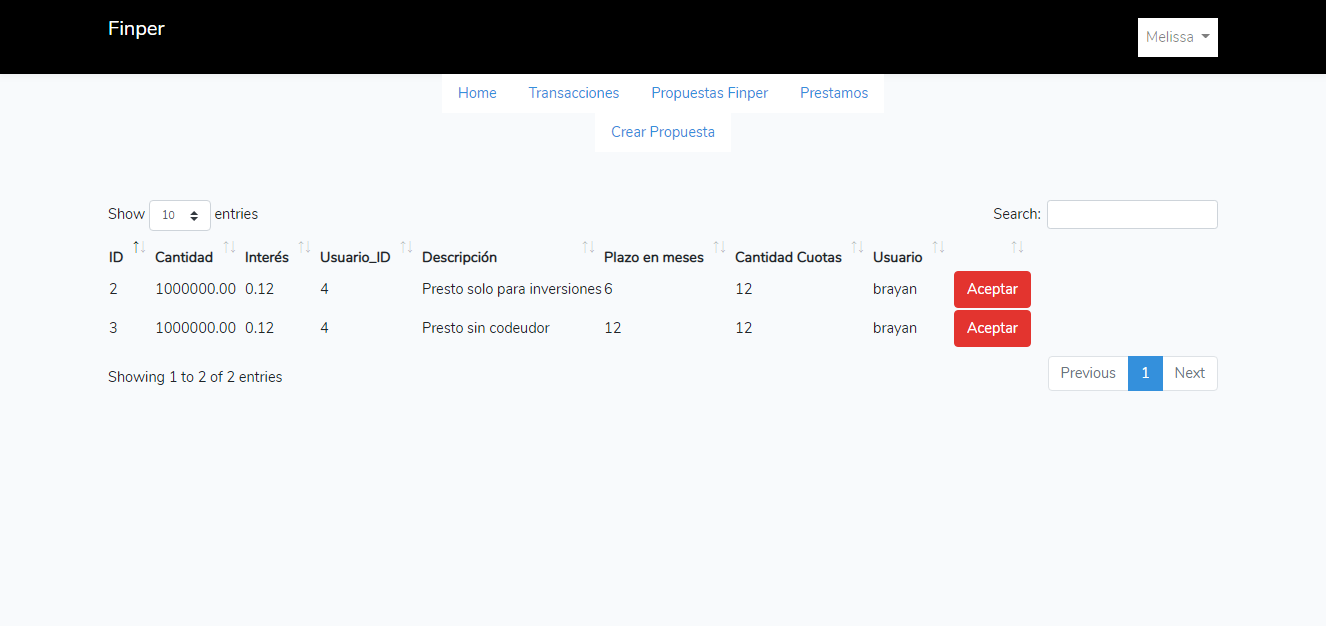 Finper
Melissa
Home Transacciones Propuestas Finper Prestamos
Crear Propuesta
Show 10 entries Search:
ID Cantidad Interés Usuario_ID Descripción Plazo en meses Cantidad Cuotas Usuario
2 1000000.00 0.12 4 Presto solo para inversiones 6 12 brayan Aceptar
3 1000000.00 0.12 4 Presto sin codeudor 12 12 brayan Aceptar
Showing 1 to 2 of 2 entries Previous 1 Next